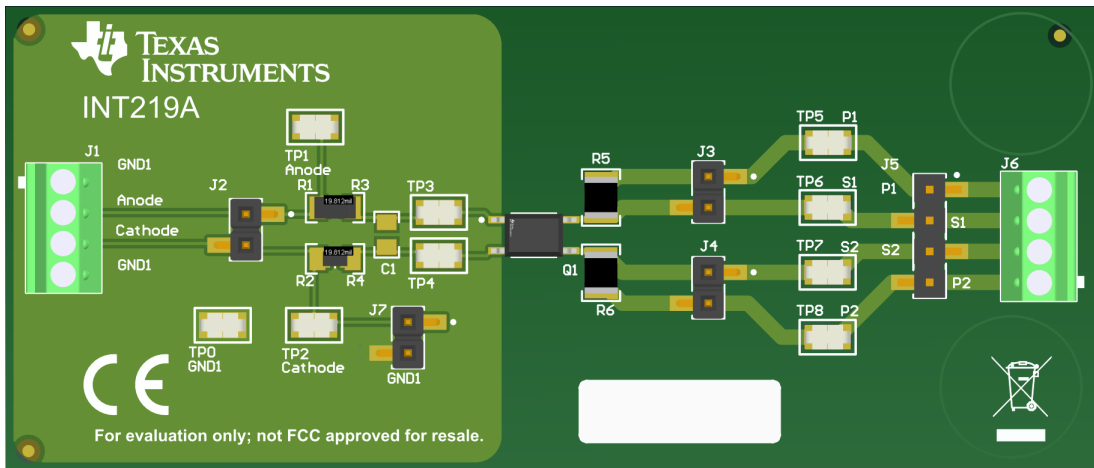 TEXAS
INSTRUMENTS
INT219A
J1
GND1
Anode
Cathode
GND1
J2
TP1
Anode
R1
R3
19.812mil
19.812mil
R2
R4
C1
TP3
TP4
TP0
GND1
TP2
Cathode
J7
GND1
Q1
R5
R6
J3
J4
TP5 P1
TP6 S1
TP7 S2
TP8 P2
J5
P1
S1
S2
P2
J6
CE
For evaluation only; not FCC approved for resale.